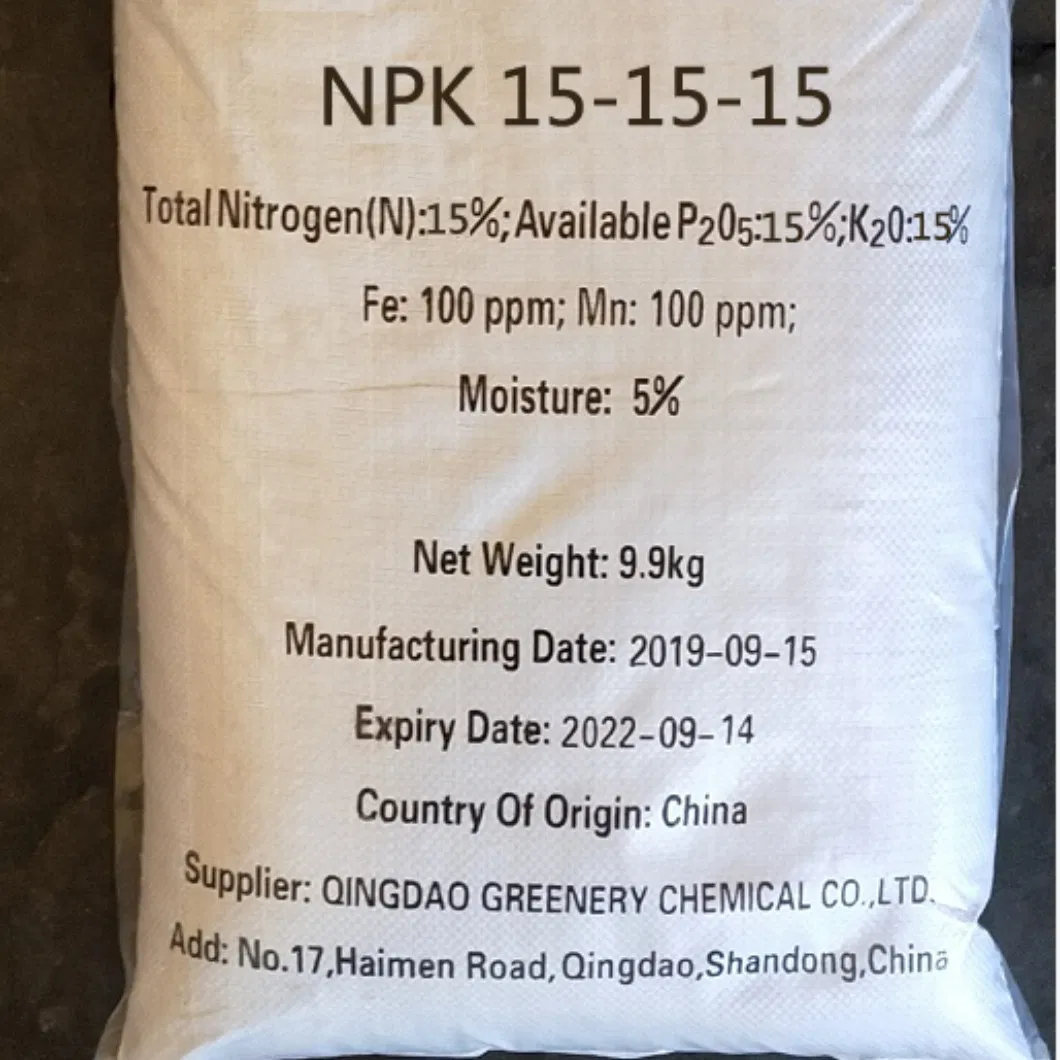 NPK 15-15-15
Total Nitrogen(N):15%; Available P₂O₅:15%;K₂O:15%
Fe: 100 ppm; Mn: 100 ppm;
Moisture: 5%
Net Weight: 9.9kg
Manufacturing Date: 2019-09-15
Expiry Date: 2022-09-14
Country Of Origin: China
Supplier: QINGDAO GREENERY CHEMICAL CO.,LTD.
Add: No.17,Haimen Road,Qingdao,Shandong,China